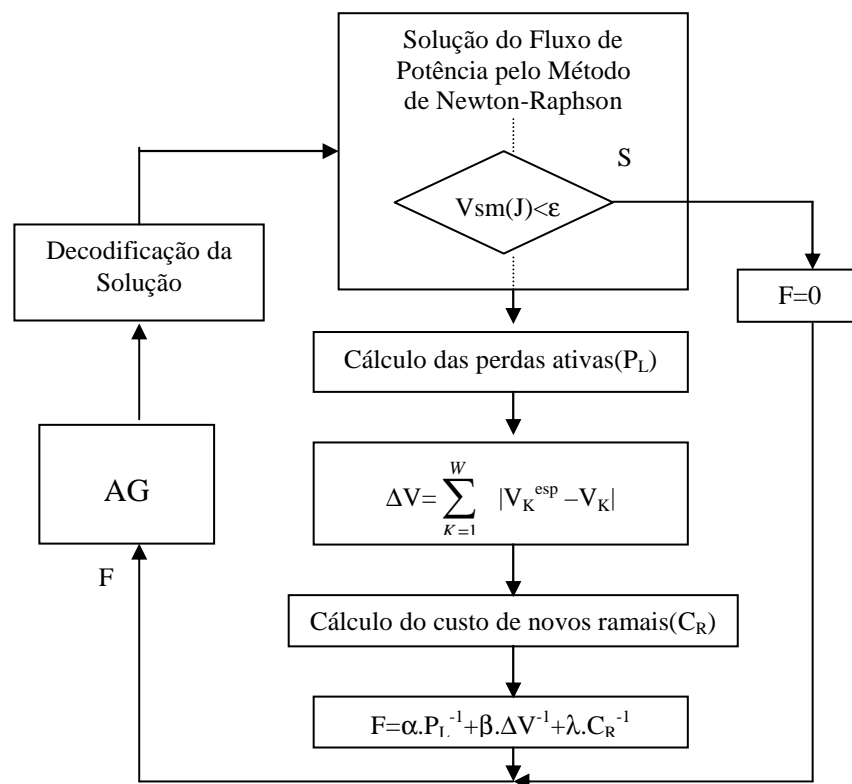 Solução do Fluxo de
Potência pelo Método
de Newton-Raphson
S
Vsm(J)<ε
Decodificação da
Solução
F=0
Cálculo das perdas ativas(P_L)
AG
ΔV= ∑_{K=1}^{W} |V_K^{esp} –V_K|
F
Cálculo do custo de novos ramais(C_R)
F=α.P_L^{-1}+β.ΔV^{-1}+λ.C_R^{-1}